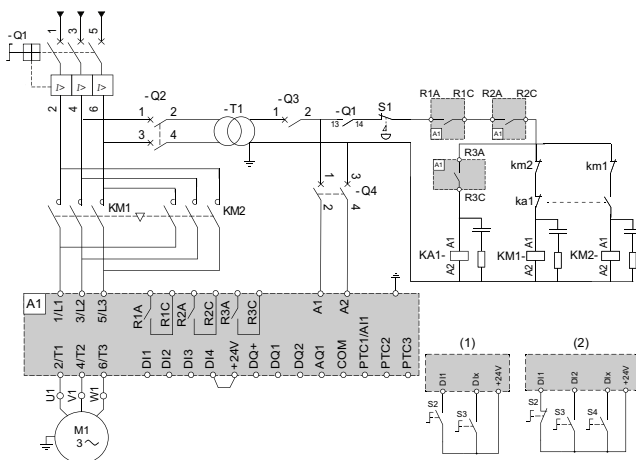 1 3 5
-Q1
2 4 6
-Q2
1 2
3 4
-T1
-Q3
1 2
-Q1
13 14
S1
R1A R1C
A1
R2A R2C
A1
A1
R3A
R3C
km2
km1
ka1
1 3
-Q4
2 4
KM1
KM2
A1
KA1-
A2
A1
KM1-
A2
A1
KM2-
A2
A1
1/L1
3/L2
5/L3
R1A
R1C
R2A
R2C
R3A
R3C
A1
A2
2/T1
4/T2
6/T3
DI1
DI2
DI3
DI4
+24V
DQ+
DQ1
DQ2
AQ1
COM
PTC1/AI1
PTC2
PTC3
U1
V1
W1
M1
3
(1)
DI1
DIx
+24V
S2
S3
(2)
DI1
DI2
DIx
+24V
S2
S3
S4